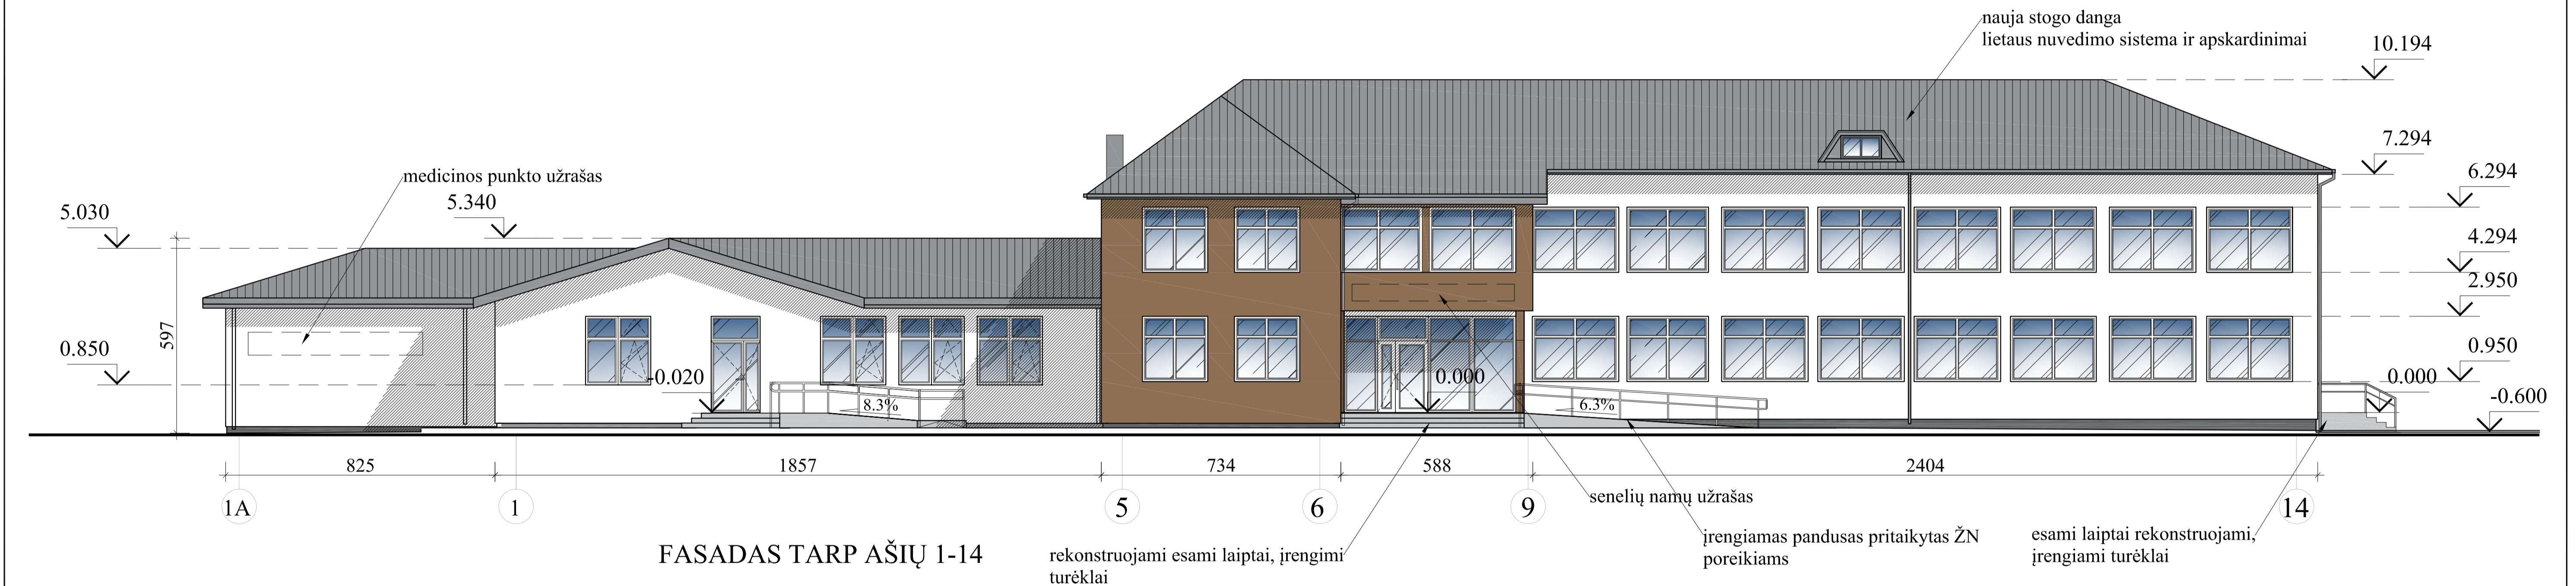 nauja stogo danga
lietaus nuvedimo sistema ir apskardinimai
10.194
7.294
medicinos punkto užrašas
6.294
5.340
5.030
4.294
2.950
597
0.850
0.950
-0.020
0.000
0.000
8.3%
6.3%
-0.600
825
1857
734
588
2404
1A
1
5
6
9
14
senelių namų užrašas
FASADAS TARP AŠIŲ 1-14
rekonstruojami esami laiptai, įrengimi
turėklai
įrengiamas pandusas pritaikytas ŽN
poreikiams
esami laiptai rekonstruojami,
įrengiami turėklai